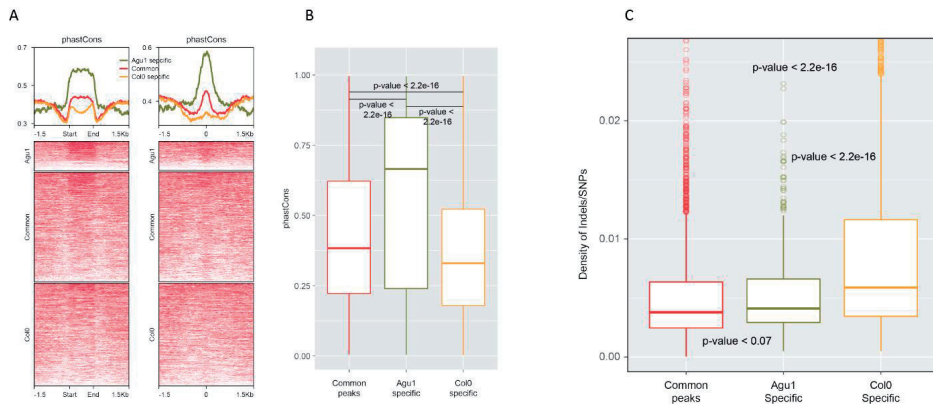 A
phastCons
phastCons
0.7
0.5
0.3
0.6
0.4
Agu1 sepcific
Common
Col0 sepcific
-1.5
Start
End
1.5Kb
-1.5
0
1.5Kb
Agu1
Common
Col0
Agu1
Common
Col0
-1.5
Start
End
1.5Kb
-1.5
0
1.5Kb
B
phastCons
1.00
0.75
0.50
0.25
0.00
p-value < 2.2e-16
p-value <
2.2e-16
p-value <
2.2e-16
Common
peaks
Agu1
specific
Col0
specific
C
Density of Indels/SNPs
0.02
0.01
0.00
p-value < 2.2e-16
p-value < 2.2e-16
p-value < 0.07
Common
peaks
Agu1
Specific
Col0
Specific